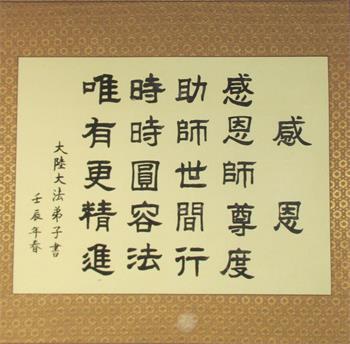 感恩
感恩師尊度
助師世間行
時時圓容法
唯有更精進
大陸大法弟子書
壬辰年春